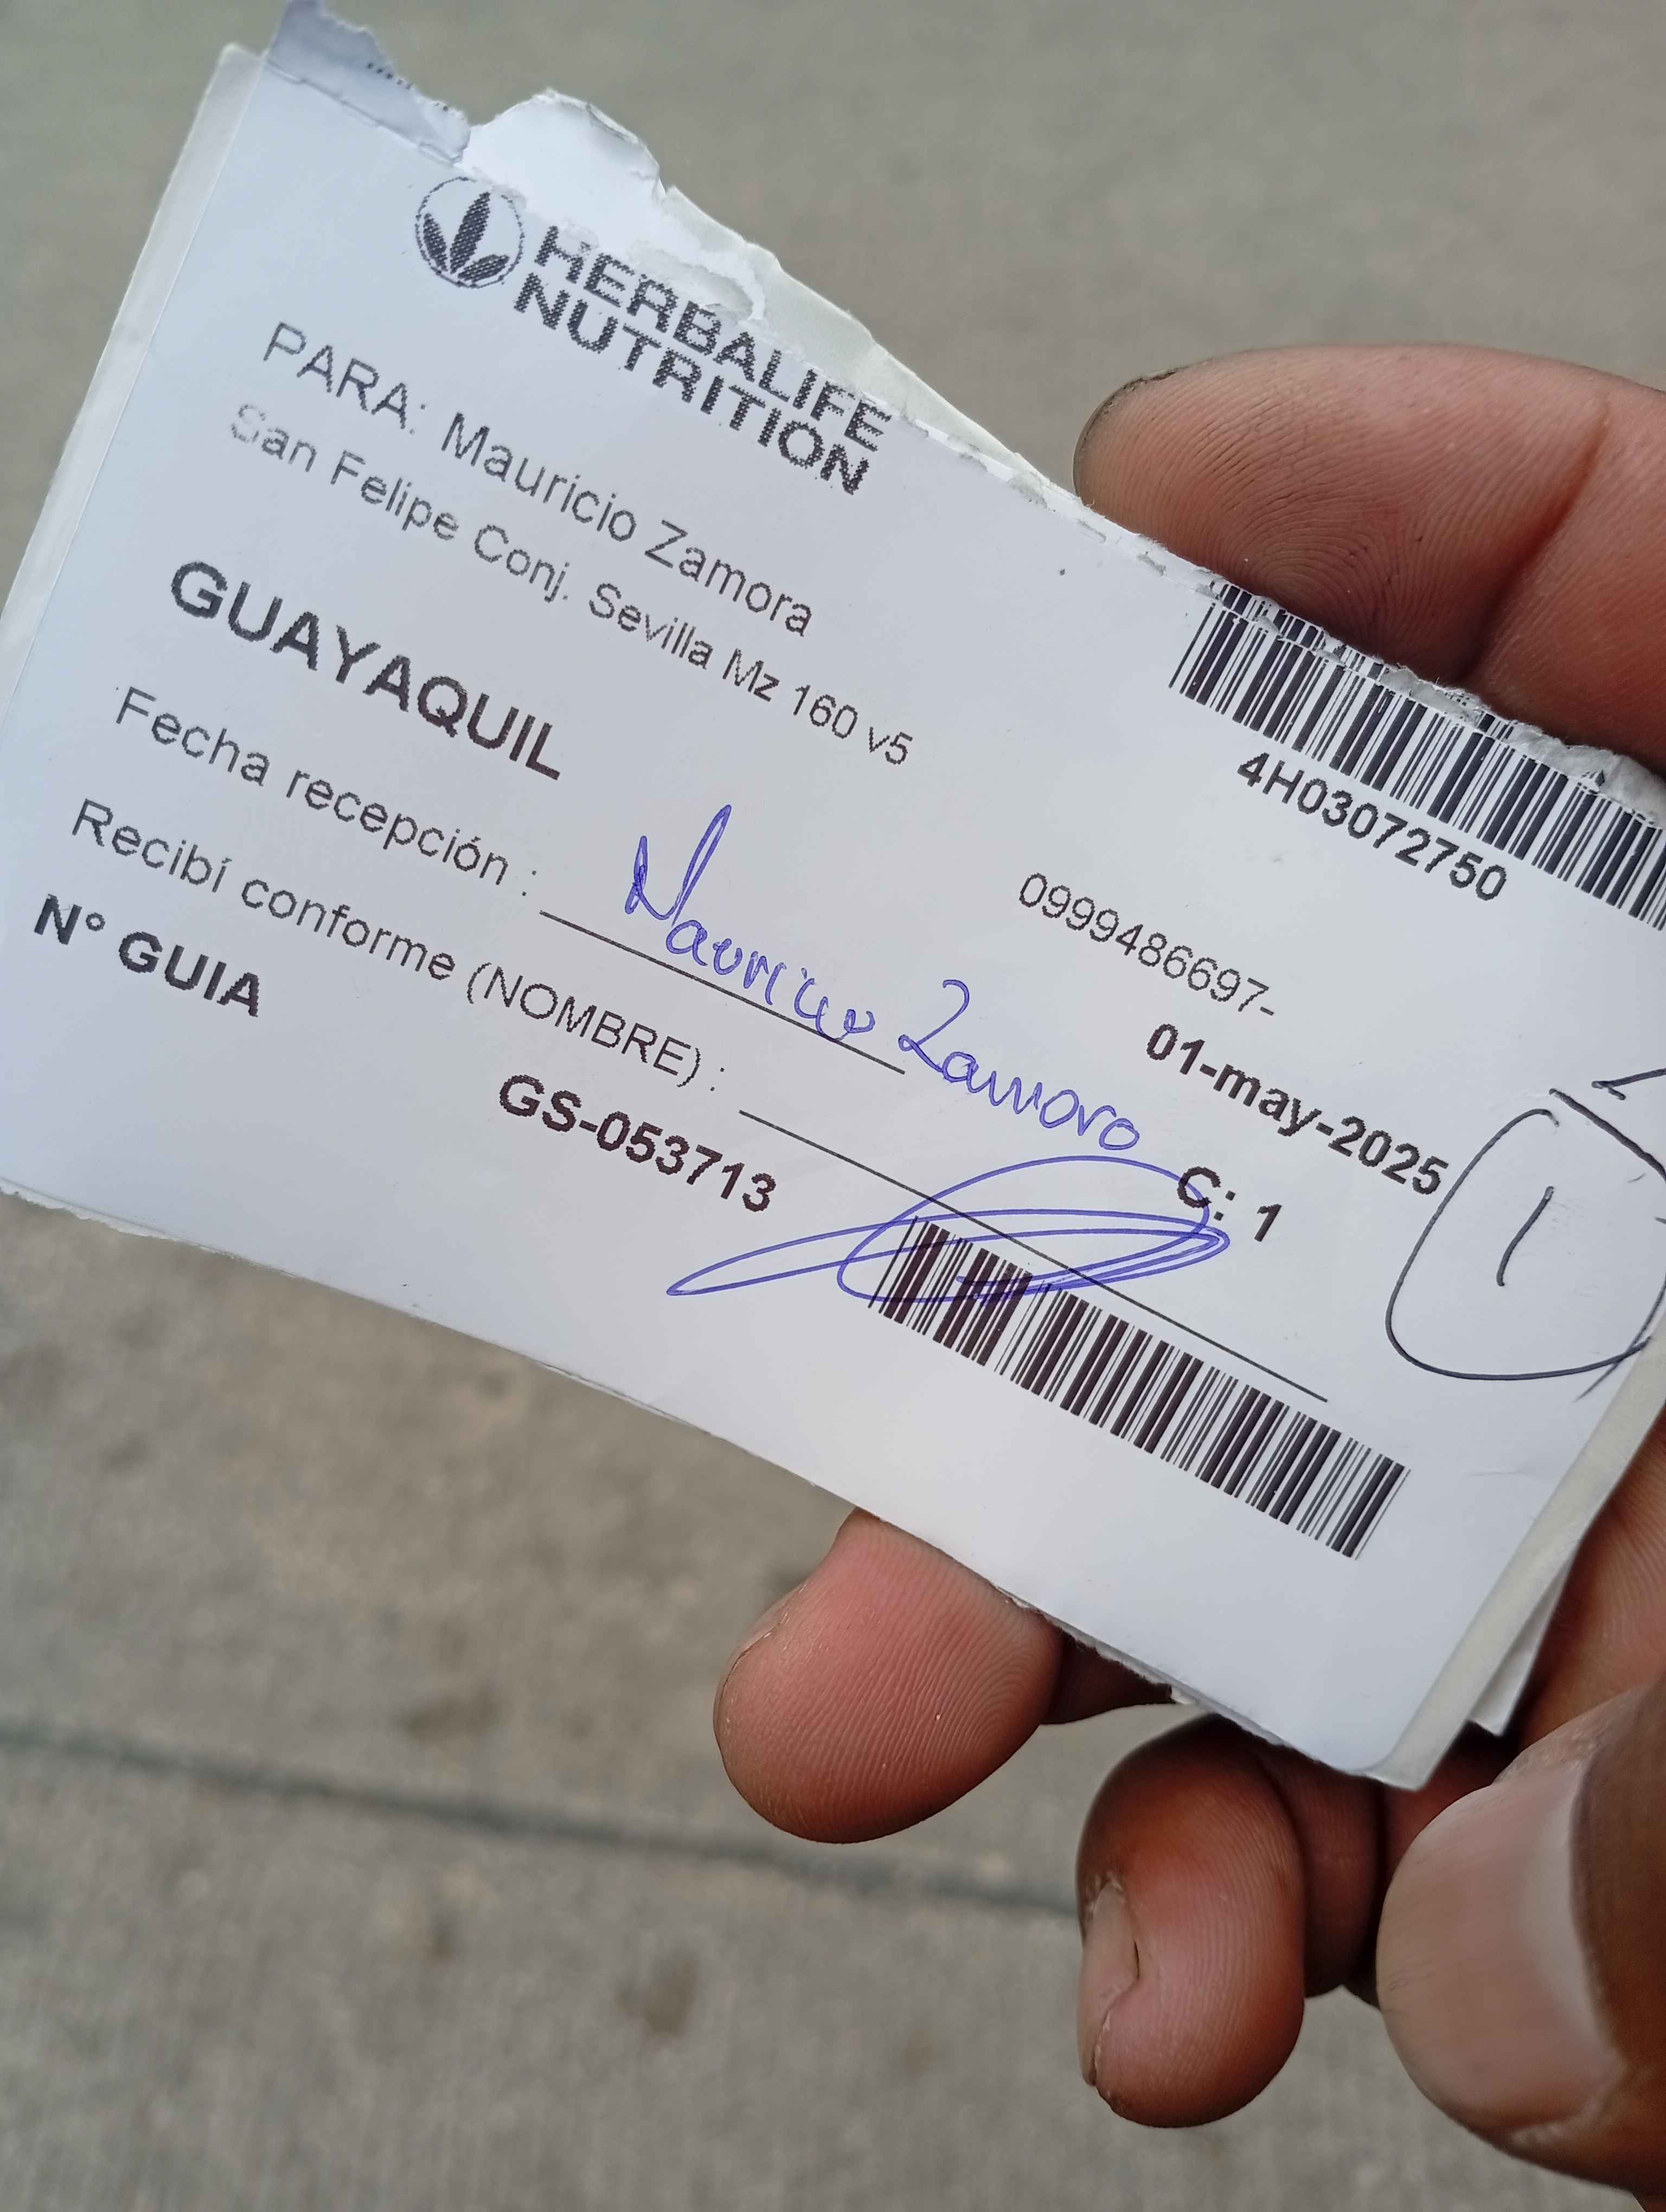 HERBALIFE
NUTRITION
PARA: Mauricio Zamora
San Felipe Conj. Sevilla Mz 160 v5
GUAYAQUIL
4H03072750
0999486697-
01-may-2025
Fecha recepción :
Mauricio Zamora
Recibí conforme (NOMBRE) :
C: 1
1
N° GUIA
GS-053713